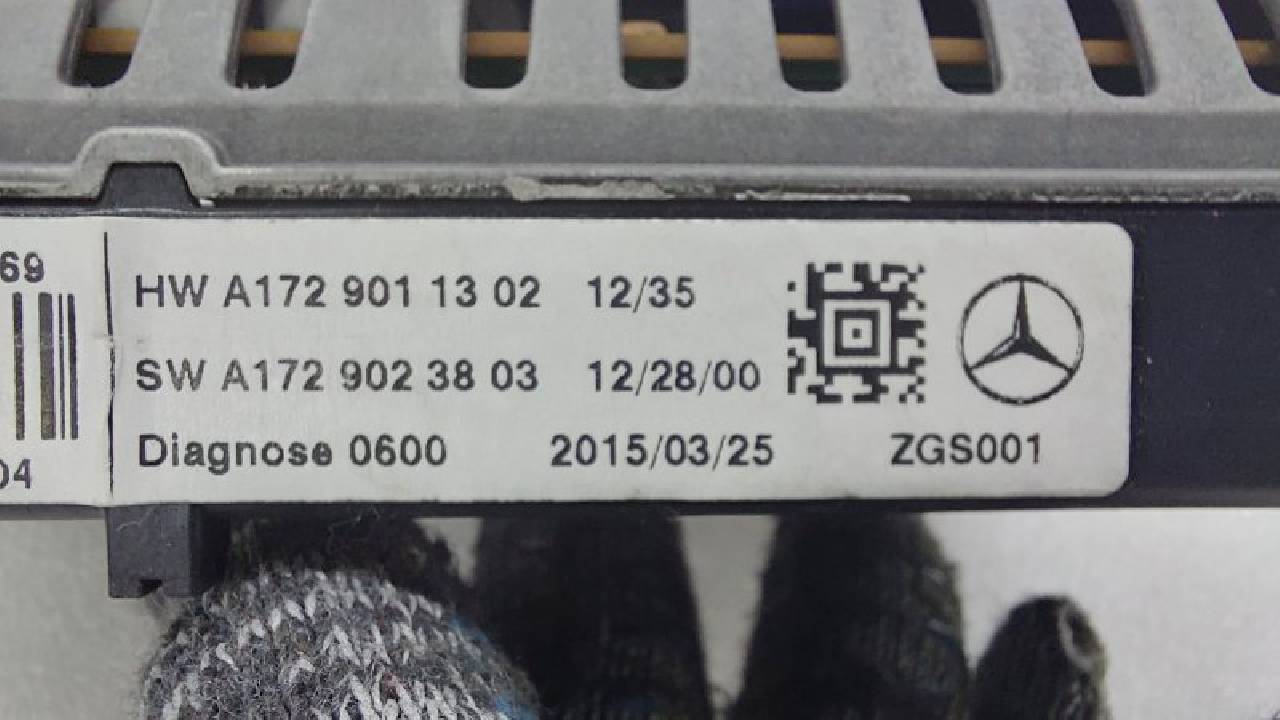 69
HW A172 901 13 02 12/35
SW A172 902 38 03 12/28/00
Diagnose 0600 2015/03/25 ZGS001
04